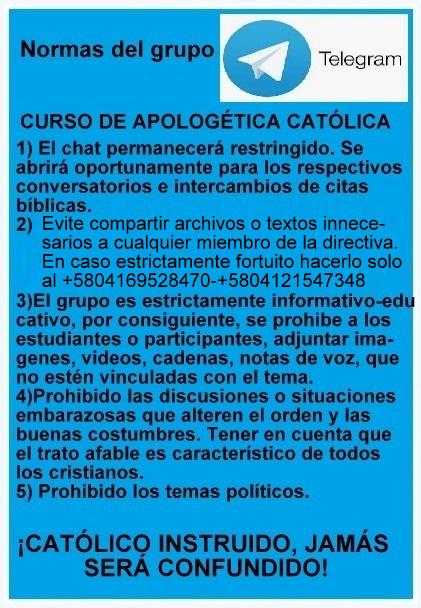 Normas del grupo
Telegram
CURSO DE APOLOGÉTICA CATÓLICA
1) El chat permanecerá restringido. Se
abrirá oportunamente para los respectivos
conversatorios e intercambios de citas
bíblicas.
2) Evite compartir archivos o textos innece-
sarios a cualquier miembro de la directiva.
En caso estrictamente fortuito hacerlo solo
al +5804169528470-+5804121547348
3)El grupo es estrictamente informativo-edu
cativo, por consiguiente, se prohibe a los
estudiantes o participantes, adjuntar ima-
genes, videos, cadenas, notas de voz, que
no estén vinculadas con el tema.
4)Prohibido las discusiones o situaciones
embarazosas que alteren el orden y las
buenas costumbres. Tener en cuenta que
el trato afable es característico de todos
los cristianos.
5) Prohibido los temas políticos.
¡CATÓLICO INSTRUIDO, JAMÁS
SERÁ CONFUNDIDO!